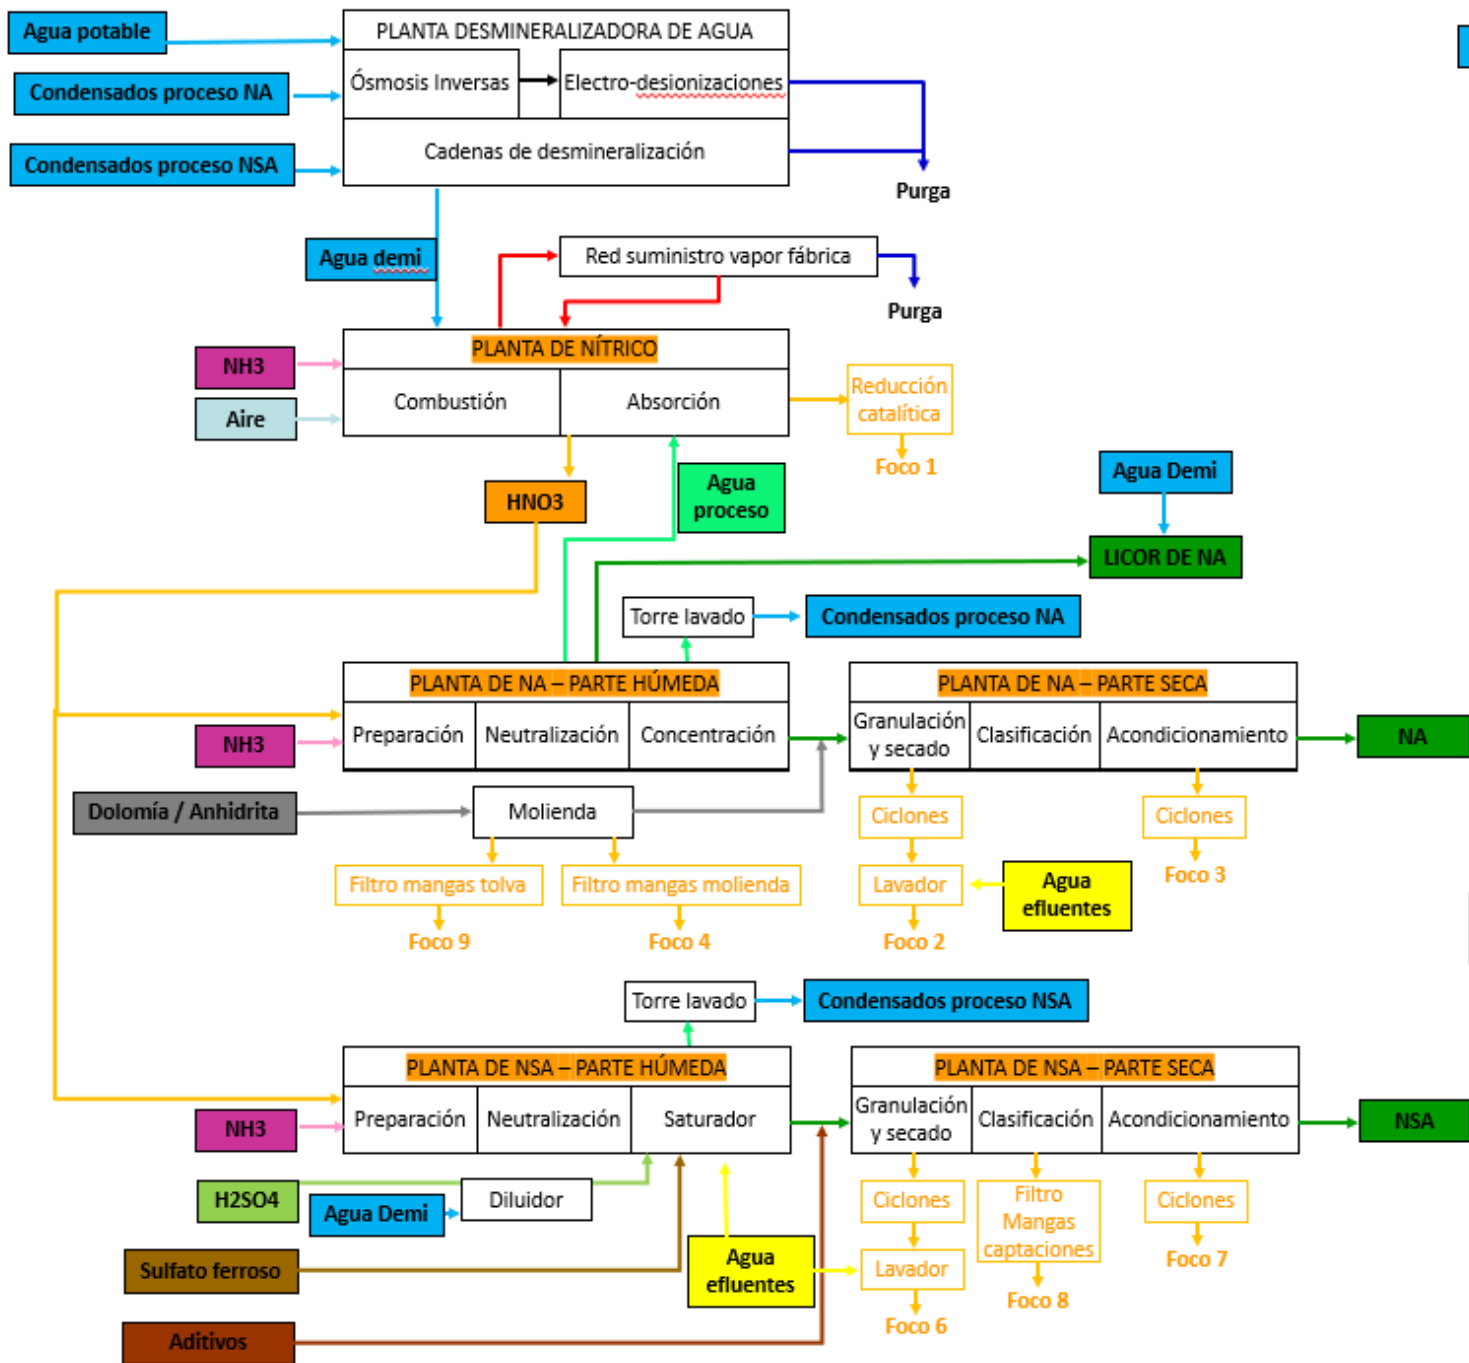 Agua potable
PLANTA DESMINERALIZADORA DE AGUA
Condensados proceso NA
Ósmosis Inversas
Electro-desionizaciones
Condensados proceso NSA
Cadenas de desmineralización
Purga
Agua demi
Red suministro vapor fábrica
Purga
PLANTA DE NÍTRICO
NH3
Aire
Combustión
Absorción
Reducción
catalítica
Foco 1
HNO3
Agua
proceso
Agua Demi
LICOR DE NA
Torre lavado
Condensados proceso NA
PLANTA DE NA – PARTE HÚMEDA
PLANTA DE NA – PARTE SECA
NH3
Preparación
Neutralización
Concentración
Granulación
y secado
Clasificación
Acondicionamiento
NA
Dolomía / Anhidrita
Molienda
Ciclones
Ciclones
Filtro mangas tolva
Filtro mangas molienda
Lavador
Agua
efluentes
Foco 3
Foco 9
Foco 4
Foco 2
Torre lavado
Condensados proceso NSA
PLANTA DE NSA – PARTE HÚMEDA
PLANTA DE NSA – PARTE SECA
NH3
Preparación
Neutralización
Saturador
Granulación
y secado
Clasificación
Acondicionamiento
NSA
H2SO4
Agua Demi
Diluidor
Ciclones
Filtro
Mangas
captaciones
Ciclones
Sulfato ferroso
Agua
efluentes
Lavador
Foco 7
Foco 8
Foco 6
Aditivos